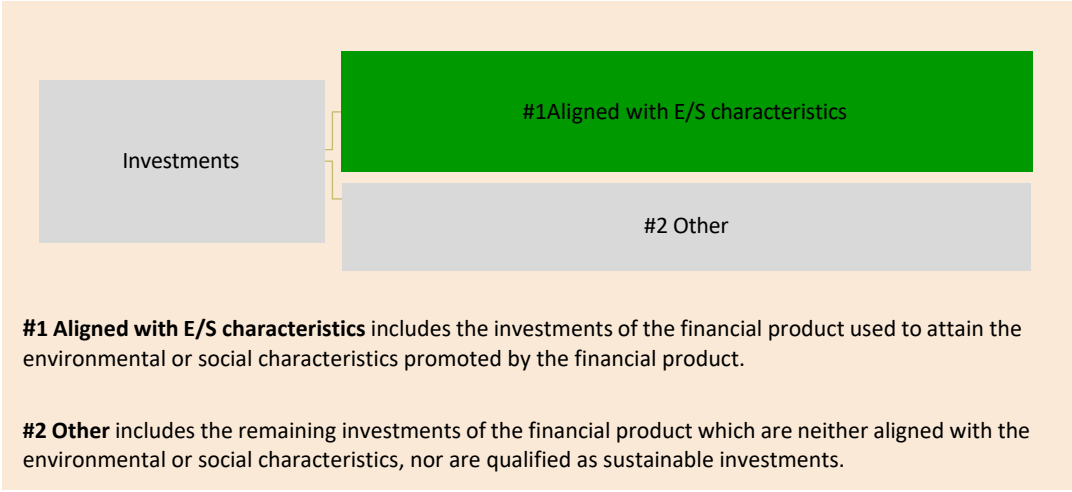 #1Aligned with E/S characteristics
Investments
#2 Other
#1 Aligned with E/S characteristics includes the investments of the financial product used to attain the
environmental or social characteristics promoted by the financial product.
#2 Other includes the remaining investments of the financial product which are neither aligned with the
environmental or social characteristics, nor are qualified as sustainable investments.